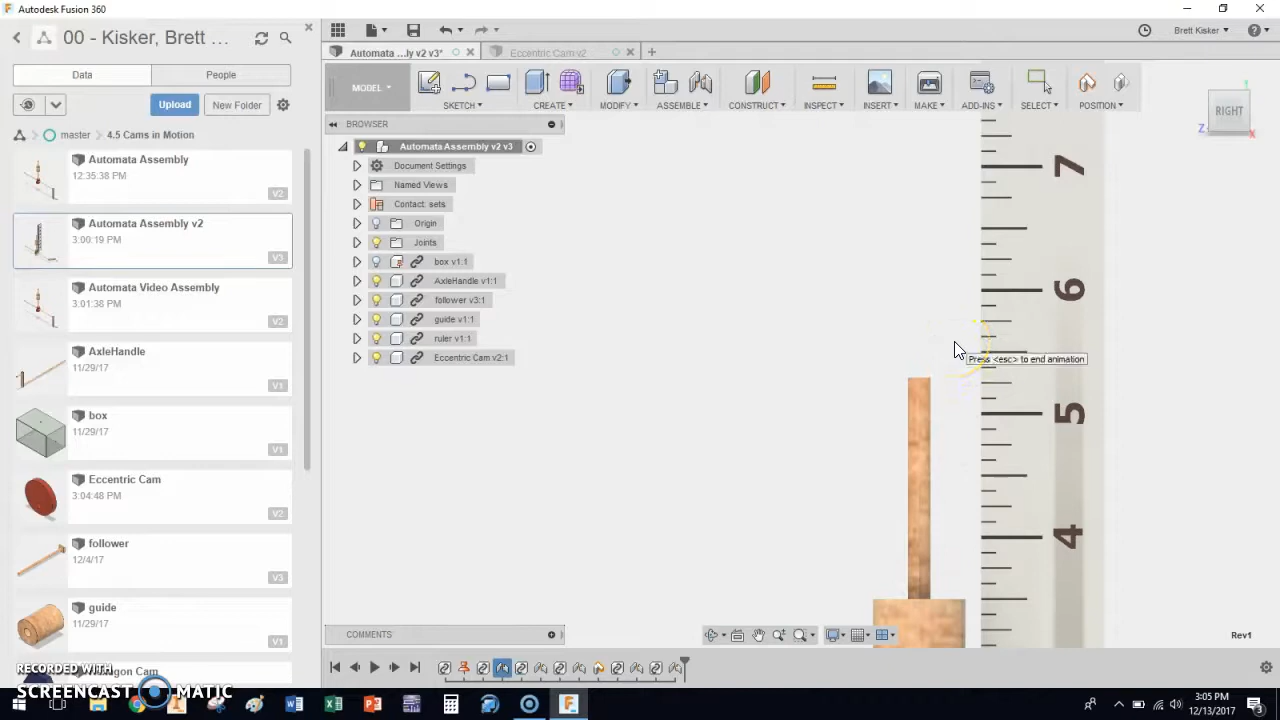 Autodesk Fusion 360
00 - Kisker, Brett ...
Data People
Upload New Folder
master > 4.5 Cams in Motion
Automata Assembly
12:35:38 PM
V2
Automata Assembly v2
3:00:19 PM
Automata Video Assembly
3:01:38 PM
V2
AxleHandle
11/29/17
V1
box
11/29/17
V1
Eccentric Cam
3:04:48 PM
V2
follower
12/4/17
V3
guide
11/29/17
V1
agon Cam
Automata ...ly v2 v3*
Eccentric Cam v2
Brett Kisker
MODEL
SKETCH CREATE MODIFY ASSEMBLE CONSTRUCT INSPECT INSERT MAKE ADD-INS SELECT POSITION
BROWSER
Automata Assembly v2 v3
Document Settings
Named Views
Contact: sets
Origin
Joints
box v1:1
AxleHandle v1:1
follower v3:1
guide v1:1
ruler v1:1
Eccentric Cam v2:1
RIGHT
Z
X
7
6
Press <esc> to end animation
5
4
COMMENTS
Rev1
RECORDED WITH
SCREENCAST MATIC
3:05 PM
12/13/2017